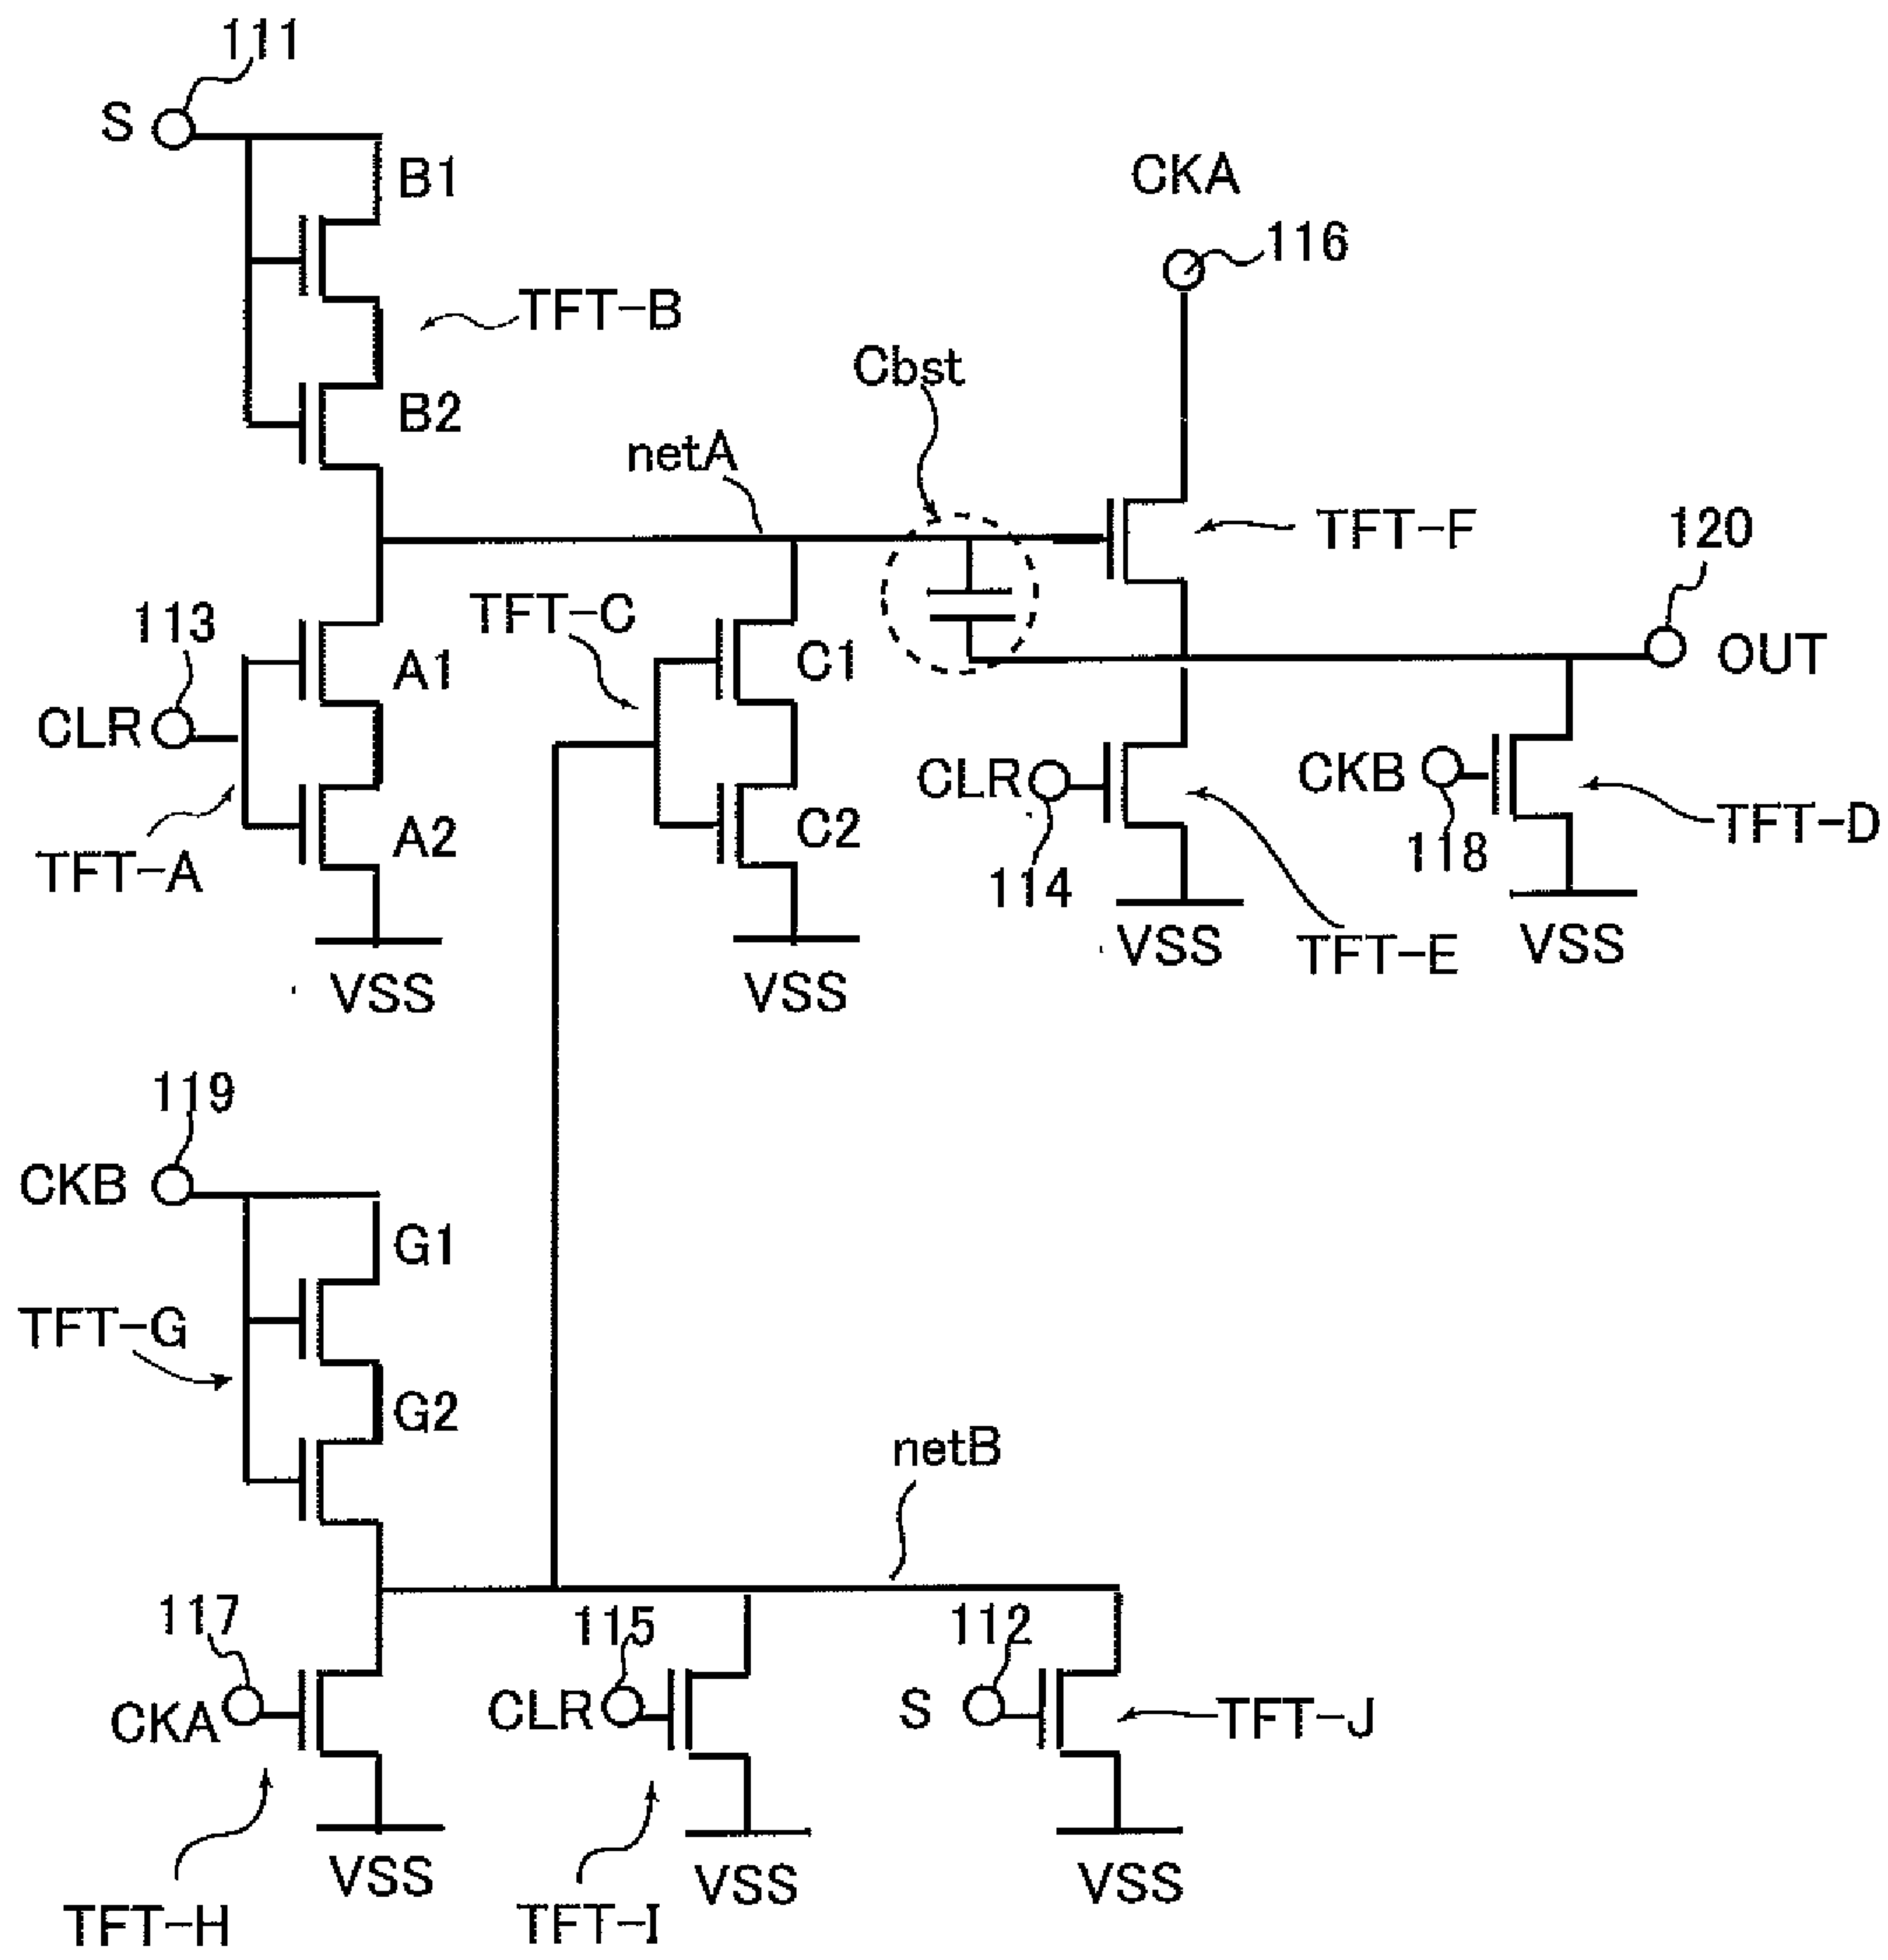 111
S
B1
CKA
116
TFT-B
Cbst
B2
netA
TFT-F
120
113
TFT-C
A1
C1
OUT
CLR
CLR
CKB
A2
C2
TFT-D
TFT-A
114
118
VSS
VSS
VSS
TFT-E
VSS
119
CKB
G1
TFT-G
G2
netB
117
115
112
CKA
CLR
S
TFT-J
VSS
VSS
VSS
TFT-H
TFT-I